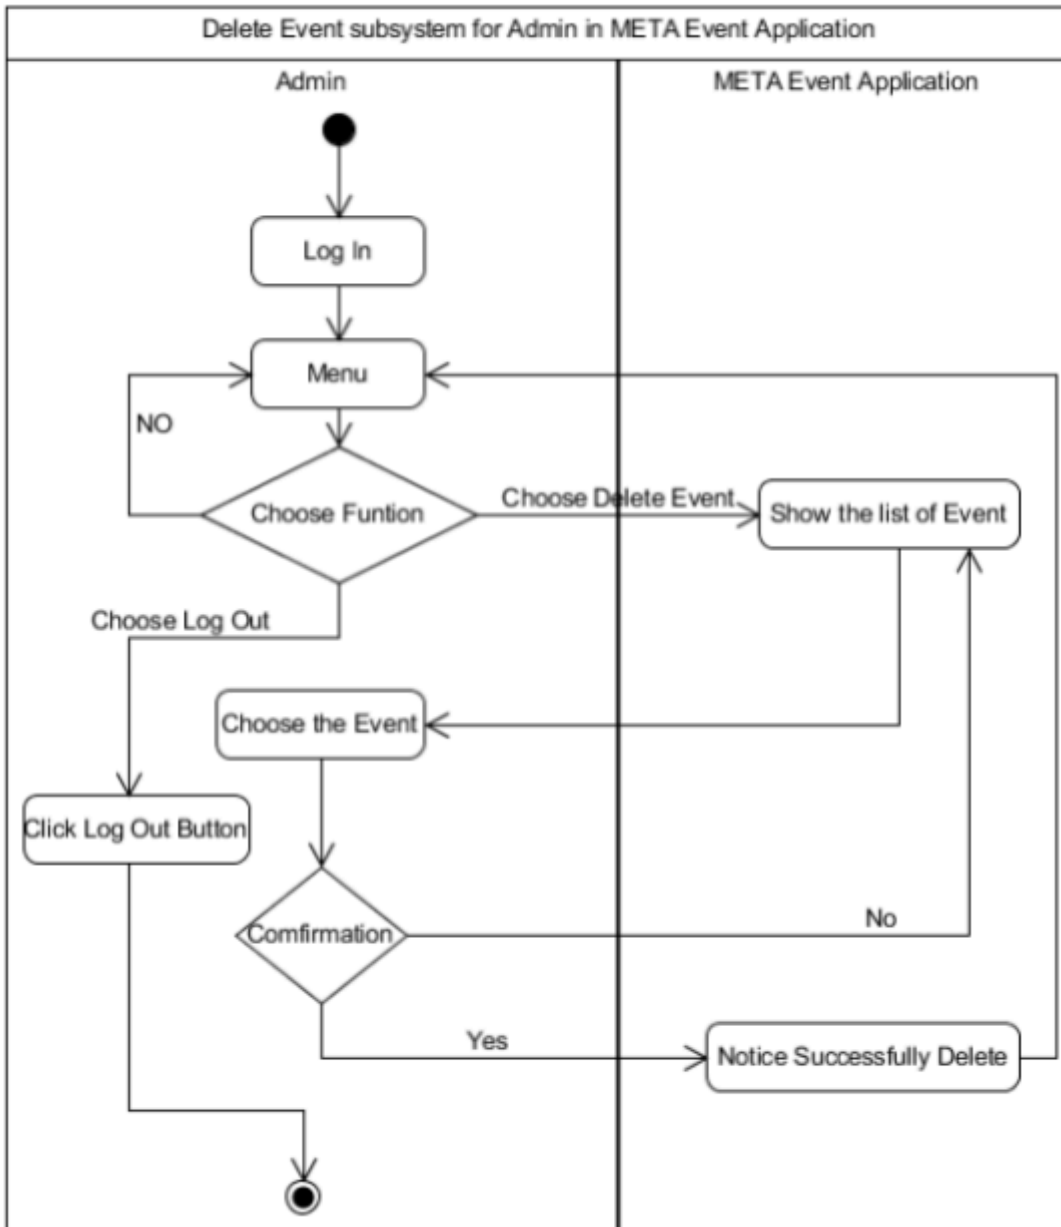 Delete Event subsystem for Admin in META Event Application
Admin
META Event Application
Log In
Menu
NO
Choose Funtion
Choose Delete Event
Show the list of Event
Choose Log Out
Choose the Event
Click Log Out Button
Comfirmation
No
Yes
Notice Successfully Delete